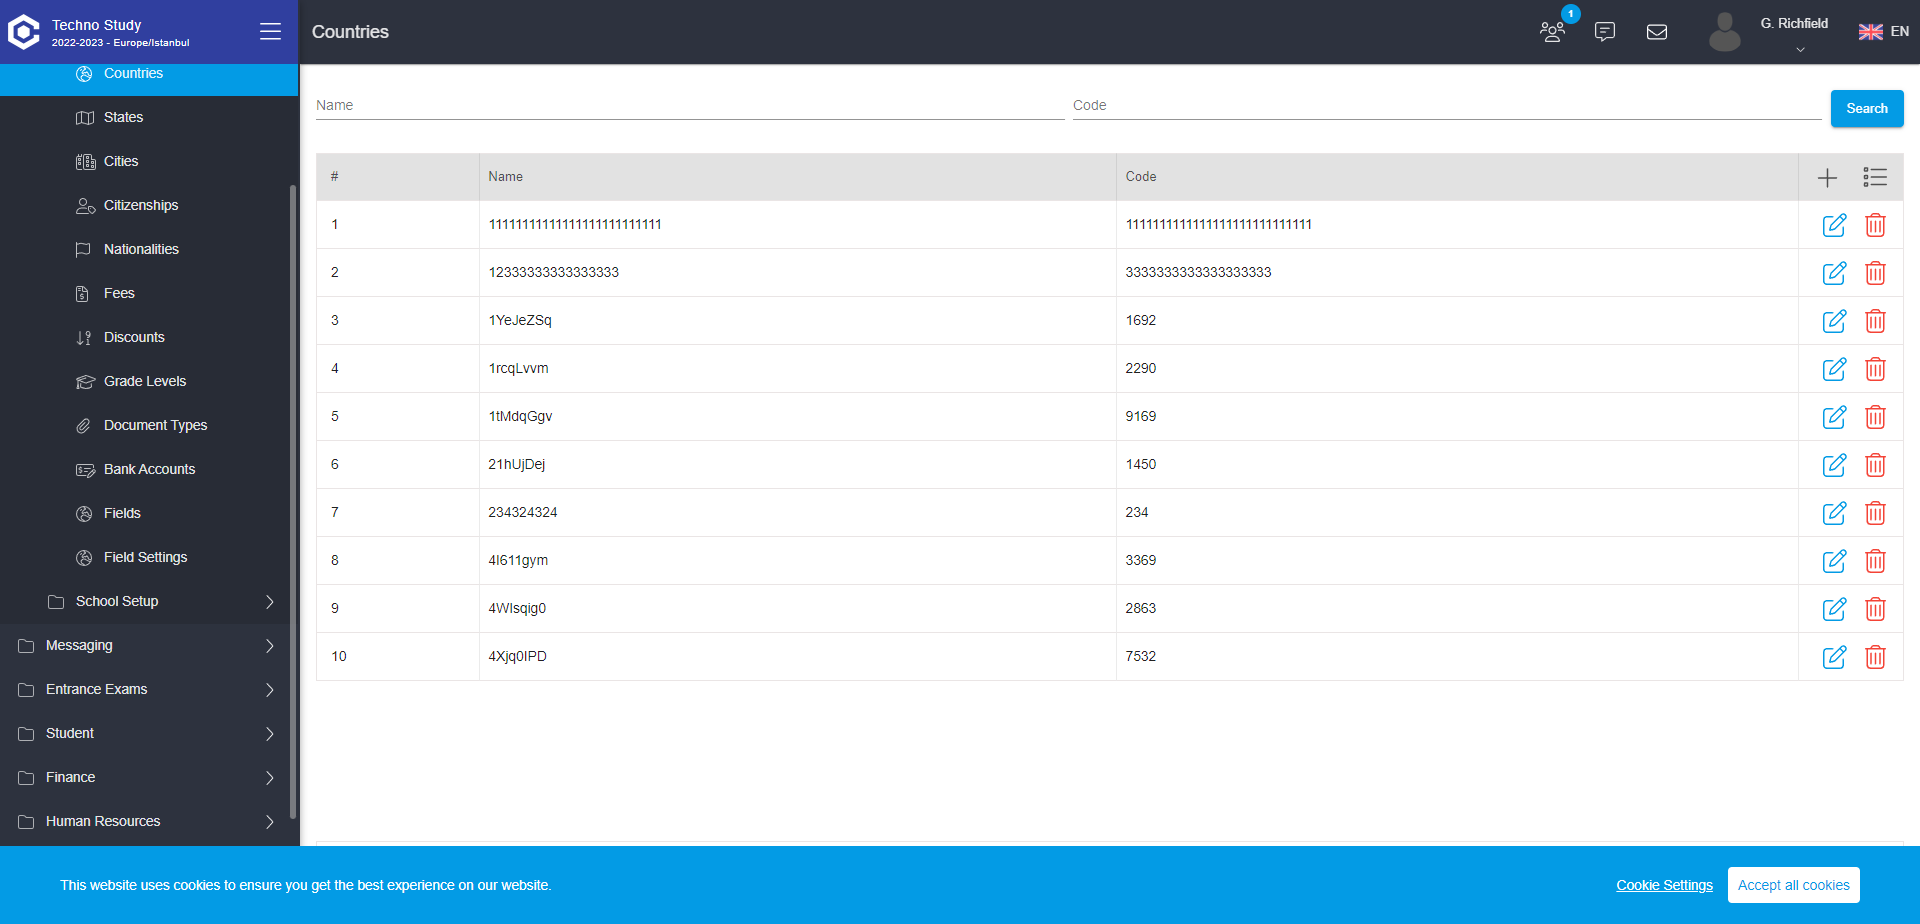 Techno Study
2022-2023 - Europe/Istanbul
Countries
1
G. Richfield
EN
Countries
States
Cities
Citizenships
Nationalities
Fees
Discounts
Grade Levels
Document Types
Bank Accounts
Fields
Field Settings
School Setup
Messaging
Entrance Exams
Student
Finance
Human Resources
Name Code Search
# Name Code
1 11111111111111111111111111 1111111111111111111111111111
2 12333333333333333 3333333333333333333
3 1YeJeZSq 1692
4 1rcqLvvm 2290
5 1tMdqGgv 9169
6 21hUjDej 1450
7 234324324 234
8 4I611gym 3369
9 4WIsqig0 2863
10 4Xjq0IPD 7532
This website uses cookies to ensure you get the best experience on our website.
Cookie Settings Accept all cookies